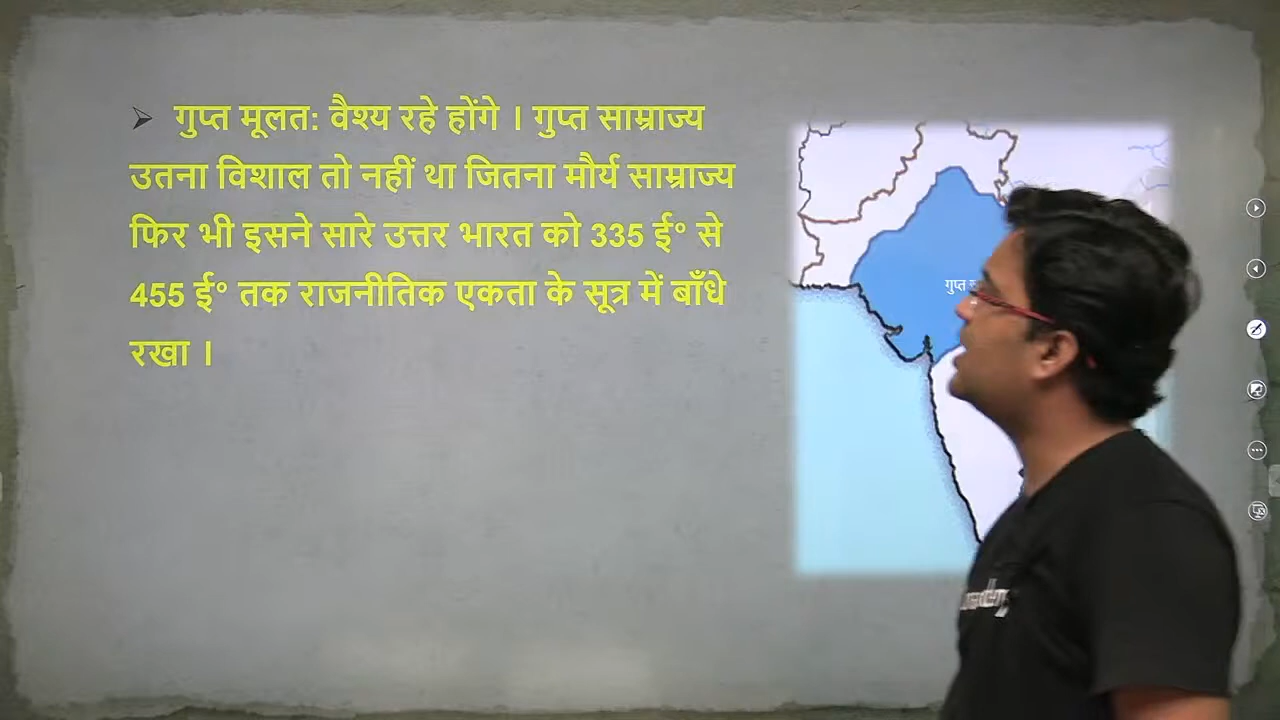 ➢ गुप्त मूलत: वैश्य रहे होंगे । गुप्त साम्राज्य
उतना विशाल तो नहीं था जितना मौर्य साम्राज्य
फिर भी इसने सारे उत्तर भारत को 335 ई° से
455 ई° तक राजनीतिक एकता के सूत्र में बाँधे
रखा ।
गुप्त